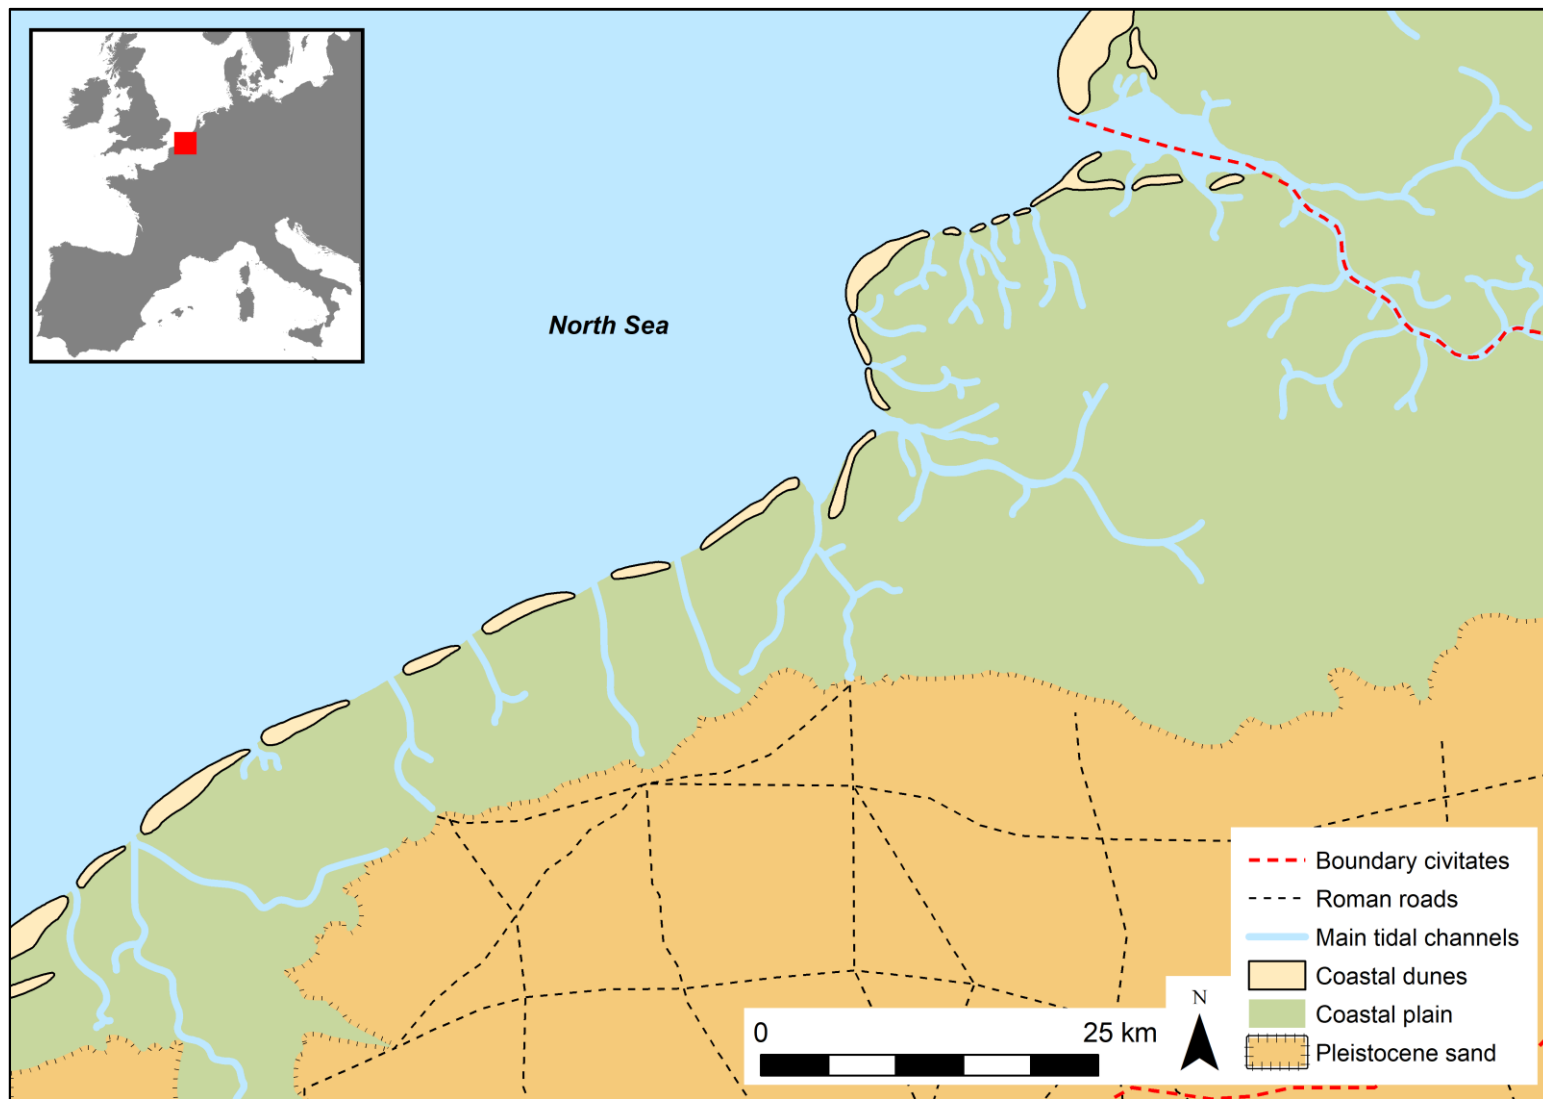 North Sea
Boundary civitates
Roman roads
Main tidal channels
Coastal dunes
Coastal plain
Pleistocene sand
N
0 25 km